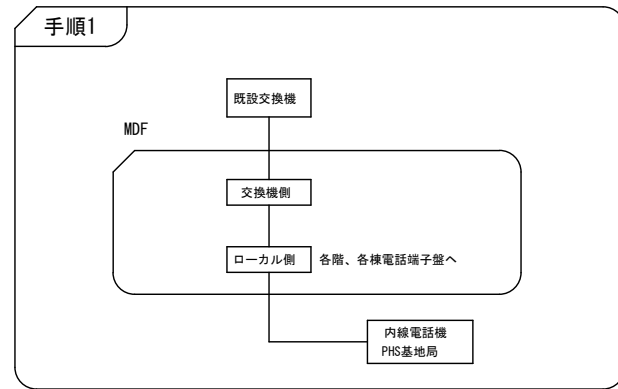 手順1
既設交換機
MDF
交換機側
ローカル側 各階、各棟電話端子盤へ
内線電話機
PHS基地局